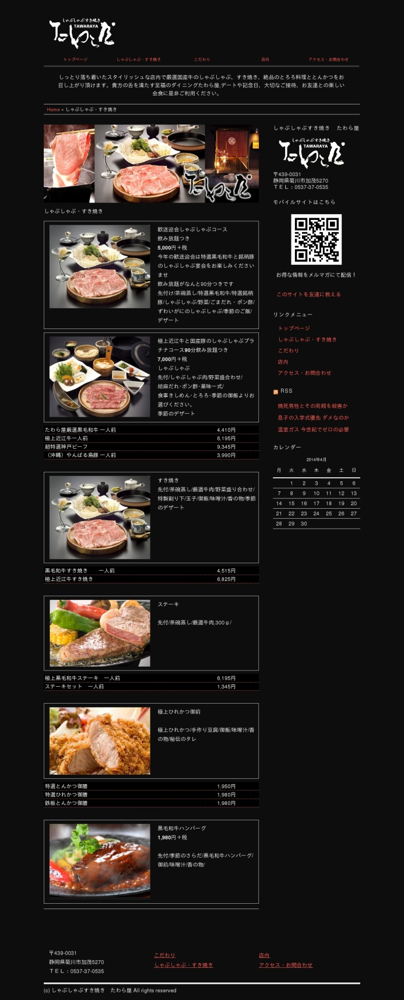 しゃぶしゃぶすき焼き
TAWARAYA
たわら屋
トップページ
しゃぶしゃぶ・すき焼き
こだわり
店内
アクセス・お問合わせ
しっとり落ち着いたスタイリッシュな店内で厳選国産牛のしゃぶしゃぶ、すき焼き、絶品のとろろ料理ととんかつをお
召し上がり頂けます。貴方の舌を満たす至福のダイニングたわら屋,デートや記念日、大切なご接待、お友達との楽しい
会食に是非ご利用ください。
Home » しゃぶしゃぶ・すき焼き
たわら屋
しゃぶしゃぶ・すき焼き
歓送迎会しゃぶしゃぶコース
飲み放題つき
5,000円＋税
今年の歓送迎会は特選黒毛和牛と銘柄豚
のしゃぶしゃぶ宴会をお楽しみください
ませ
飲み放題がなんと90分つきです
先付け/茶碗蒸し/特選黒毛和牛/特選銘柄
豚/しゃぶしゃぶ/野菜/ごまだれ・ポン酢/
ずわいがにのしゃぶしゃぶ/季節のご飯/
デザート
極上近江牛と国産豚のしゃぶしゃぶプラ
チナコース90分飲み放題つき
7,000円＋税
しゃぶしゃぶ
先付/しゃぶしゃぶ肉/野菜盛合わせ/
胡麻だれ･ポン酢･薬味一式/
食事きしめん･とろろ･季節の御飯よりお
選びください。
季節のデザート
たわら屋厳選黒毛和牛 一人前 4,410円
極上近江牛一人前 6,195円
超特選神戸ビーフ 9,345円
（沖縄）やんばる島豚 一人前 3,990円
すき焼き
先付/茶碗蒸し/厳選牛肉/野菜盛り合わせ/
特製割り下/玉子/御飯/味噌汁/香の物/季節
のデザート
黒毛和牛すき焼き　　一人前 4,515円
極上近江牛すき焼き 6,825円
ステーキ
先付/茶碗蒸し/厳選牛肉,300ｇ/
極上黒毛和牛ステーキ　一人前 6,195円
ステーキセット　一人前 1,345円
極上ひれかつ御前
極上ひれかつ/手作り豆腐/御飯/味噌汁/香
の物/秘伝のタレ
特選とんかつ御膳 1,950円
特選ひれかつ御膳 1,980円
鉄板とんかつ御膳 1,980円
黒毛和牛ハンバーグ
1,980円＋税
先付/季節のさらだ/黒毛和牛ハンバーグ/
御前/味噌汁/香の物/
しゃぶしゃぶすき焼き　たわら屋
しゃぶしゃぶすき焼き
TAWARAYA
たわら屋
〒439-0031
静岡県菊川市加茂5270
ＴＥＬ：0537-37-0535
モバイルサイトはこちら
お得な情報をメルマガにて配信！
このサイトを友達に教える
リンクメニュー
トップページ
しゃぶしゃぶ・すき焼き
こだわり
店内
アクセス・お問合わせ
RSS
焼死男性とその両親を殺害か
息子の入学式優先 ダメなのか
温室ガス 今世紀でゼロの必要
カレンダー
2014年4月
月 火 水 木 金 土 日
1 2 3 4 5 6
7 8 9 10 11 12 13
14 15 16 17 18 19 20
21 22 23 24 25 26 27
28 29 30
〒439-0031
静岡県菊川市加茂5270
ＴＥＬ：0537-37-0535
こだわり
しゃぶしゃぶ・すき焼き
店内
アクセス・お問合わせ
(c) しゃぶしゃぶすき焼き　たわら屋 All rights reserved